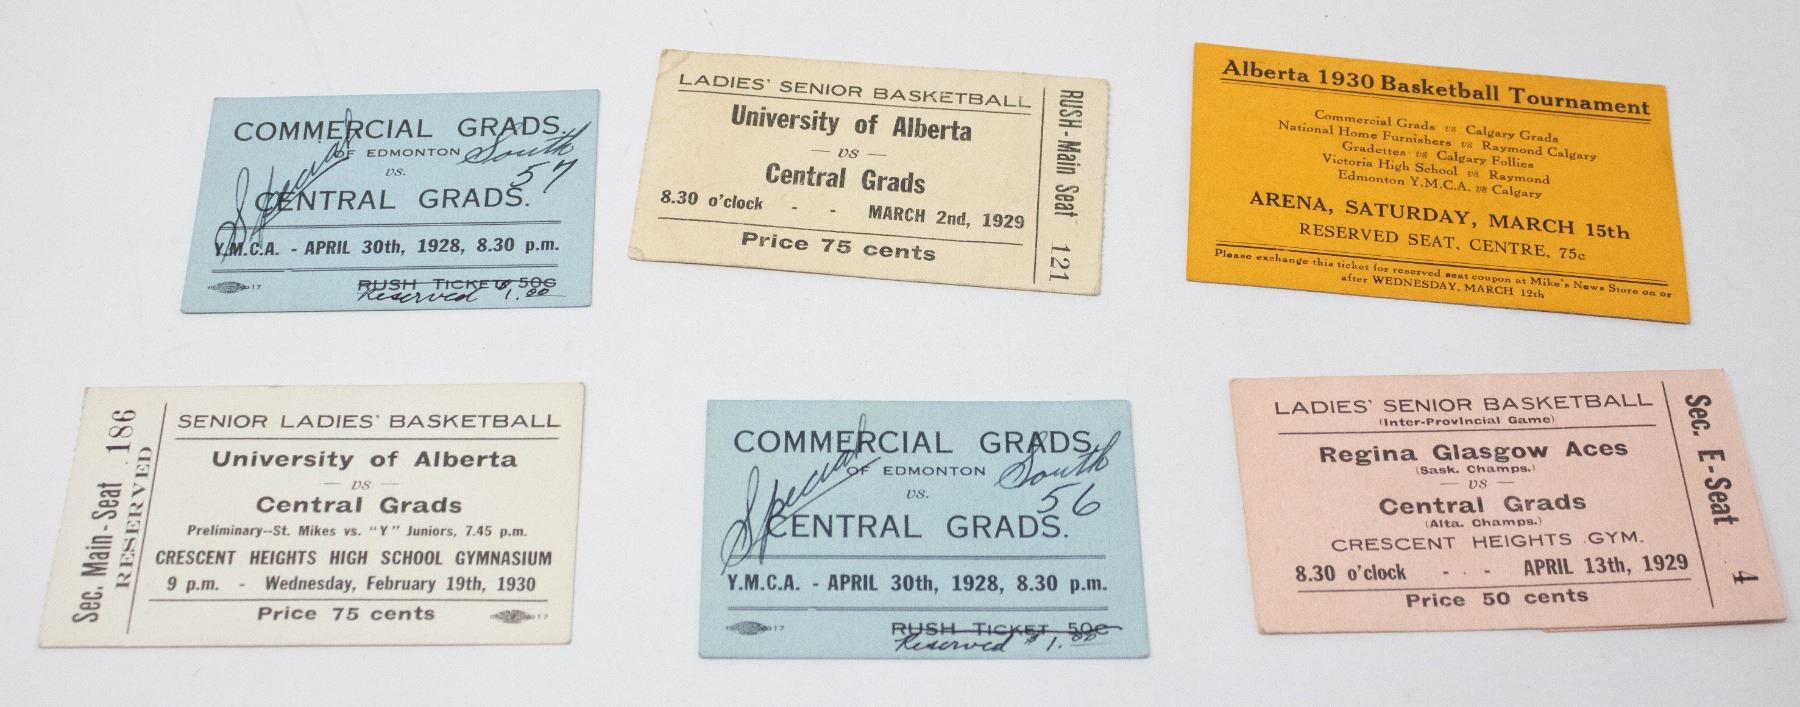 COMMERCIAL GRADS.
OF EDMONTON South
Special
vs. 57
CENTRAL GRADS.
Y.M.C.A. - APRIL 30th, 1928, 8.30 p.m.
RUSH TICKET 50c
Reserved $1.00
17
LADIES' SENIOR BASKETBALL
University of Alberta
— vs —
Central Grads
8.30 o'clock - - MARCH 2nd, 1929
Price 75 cents
RUSH - Main Seat 121
Alberta 1930 Basketball Tournament
Commercial Grads vs Calgary Grads
National Home Furnishers vs Raymond Calgary
Gradettes vs Calgary Follies
Victoria High School vs Raymond
Edmonton Y.M.C.A. vs Calgary
ARENA, SATURDAY, MARCH 15th
RESERVED SEAT, CENTRE, 75c
Please exchange this ticket for reserved seat coupon at Mike's News Store on or
after WEDNESDAY, MARCH 12th
Sec. Main - Seat 186
RESERVED
SENIOR LADIES' BASKETBALL
University of Alberta
— vs —
Central Grads
Preliminary--St. Mikes vs. "Y" Juniors, 7.45 p.m.
CRESCENT HEIGHTS HIGH SCHOOL GYMNASIUM
9 p.m. - Wednesday, February 19th, 1930
Price 75 cents
17
COMMERCIAL GRADS.
OF EDMONTON South
Special
vs. 56
CENTRAL GRADS.
Y.M.C.A. - APRIL 30th, 1928, 8.30 p.m.
RUSH TICKET 50c
Reserved $1.00
17
LADIES' SENIOR BASKETBALL
(Inter-Provincial Game)
Regina Glasgow Aces
(Sask. Champs.)
— vs —
Central Grads
(Alta. Champs.)
CRESCENT HEIGHTS GYM.
8.30 o'clock - - - APRIL 13th, 1929
Price 50 cents
Sec. E - Seat 4